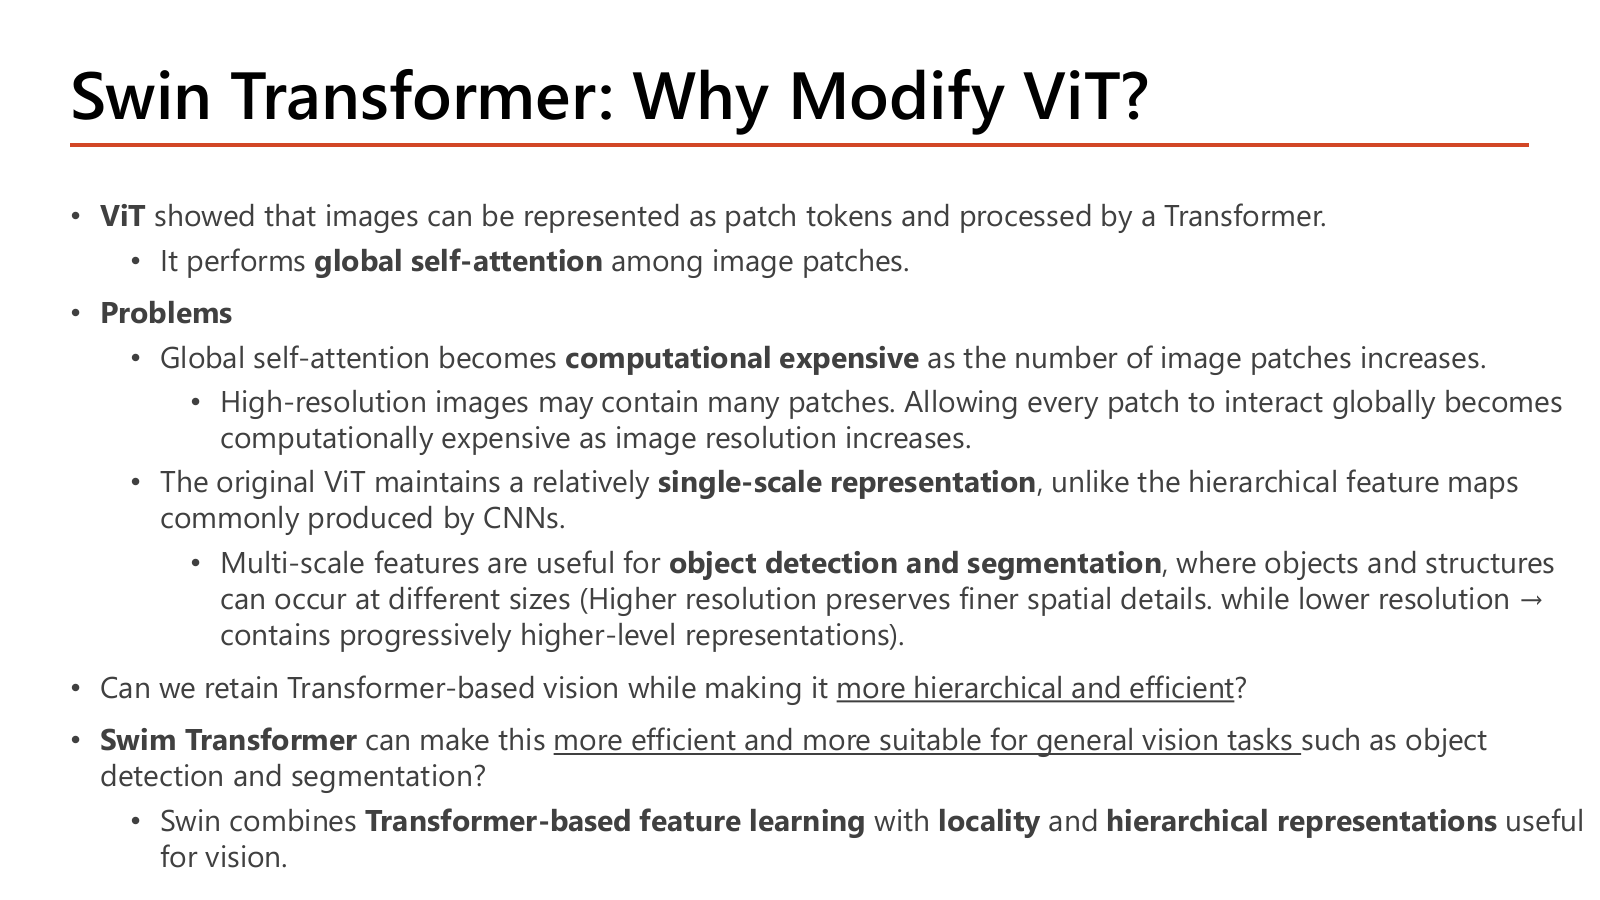 Swin Transformer: Why Modify ViT?
• ViT showed that images can be represented as patch tokens and processed by a Transformer.
• It performs global self-attention among image patches.
• Problems
• Global self-attention becomes computational expensive as the number of image patches increases.
• High-resolution images may contain many patches. Allowing every patch to interact globally becomes
computationally expensive as image resolution increases.
• The original ViT maintains a relatively single-scale representation, unlike the hierarchical feature maps
commonly produced by CNNs.
• Multi-scale features are useful for object detection and segmentation, where objects and structures
can occur at different sizes (Higher resolution preserves finer spatial details. while lower resolution →
contains progressively higher-level representations).
• Can we retain Transformer-based vision while making it more hierarchical and efficient?
• Swim Transformer can make this more efficient and more suitable for general vision tasks such as object
detection and segmentation?
• Swin combines Transformer-based feature learning with locality and hierarchical representations useful
for vision.